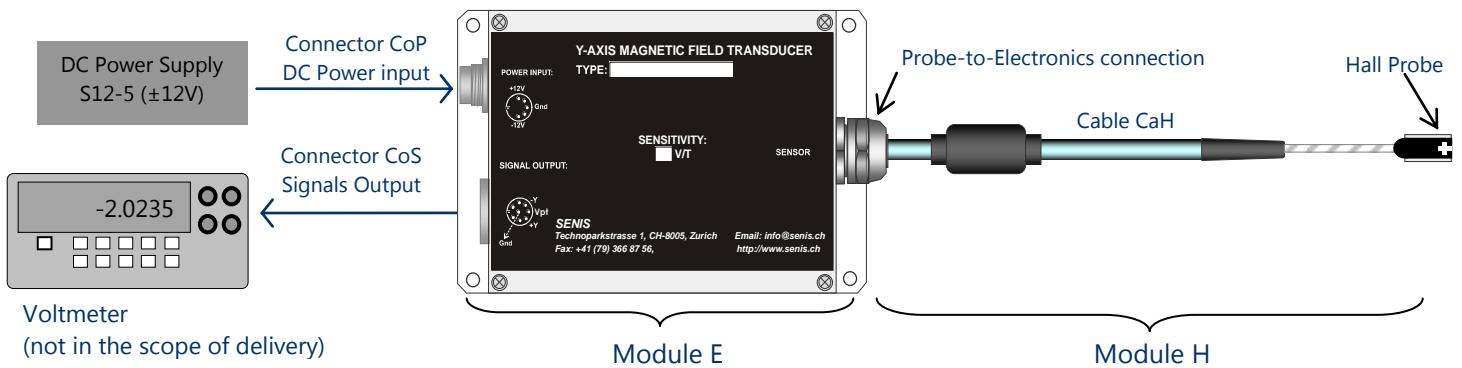 DC Power Supply
S12-5 (±12V)
Connector CoP
DC Power input
Connector CoS
Signals Output
-2.0235
Voltmeter
(not in the scope of delivery)
Y-AXIS MAGNETIC FIELD TRANSDUCER
TYPE:
POWER INPUT:
+12V
Gnd
-12V
SENSITIVITY:
V/T
SENSOR
SIGNAL OUTPUT:
-Y
Vpt
+Y
Gnd
SENIS
Technoparkstrasse 1, CH-8005, Zurich Email: info@senis.ch
Fax: +41 (79) 366 87 56, http://www.senis.ch
Module E
Probe-to-Electronics connection
Hall Probe
Cable CaH
Module H